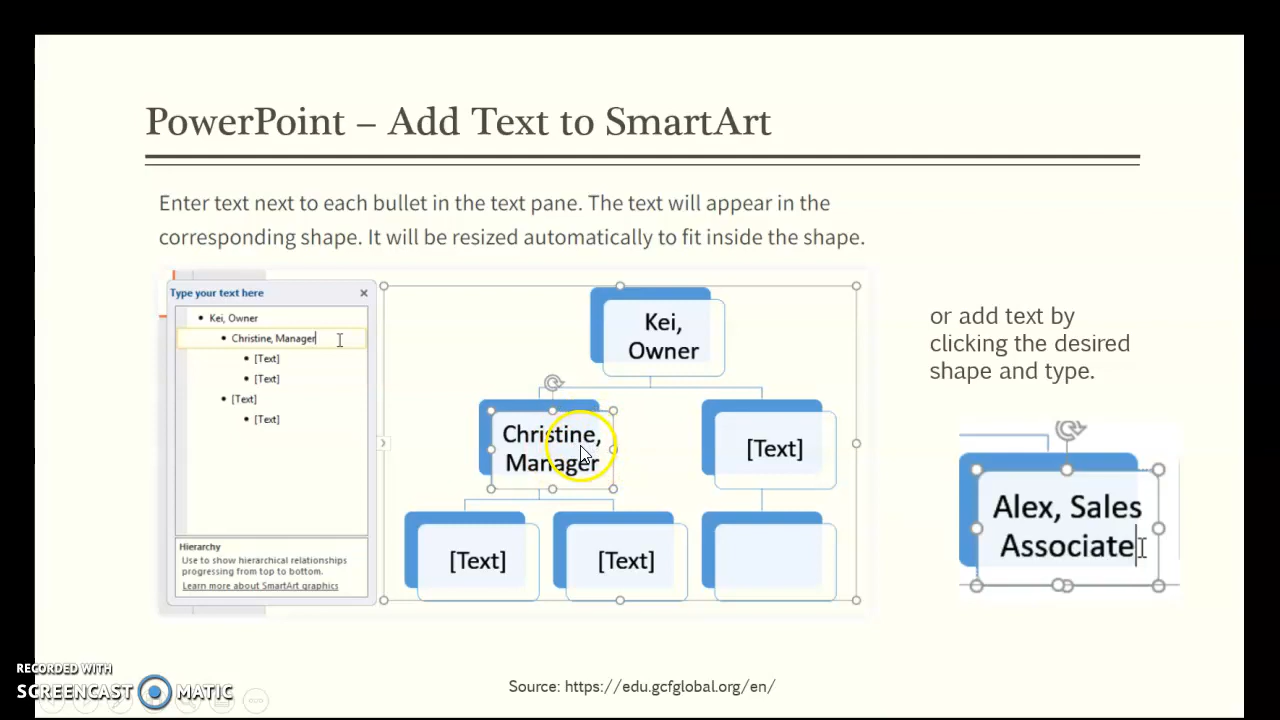 PowerPoint – Add Text to SmartArt
Enter text next to each bullet in the text pane. The text will appear in the
corresponding shape. It will be resized automatically to fit inside the shape.
Type your text here
• Kei, Owner
• Christine, Manager
• [Text]
• [Text]
• [Text]
• [Text]
Hierarchy
Use to show hierarchical relationships
progressing from top to bottom.
Learn more about SmartArt graphics
Kei,
Owner
Christine,
Manager
[Text]
[Text]
[Text]
or add text by
clicking the desired
shape and type.
Alex, Sales
Associate
Source: https://edu.gcfglobal.org/en/
RECORDED WITH
SCREENCAST MATIC